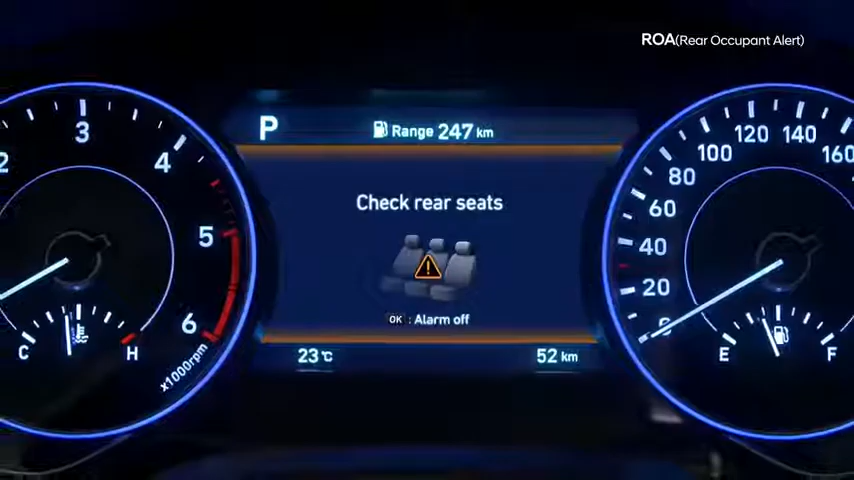 ROA(Rear Occupant Alert)
P
Range 247 km
Check rear seats
OK : Alarm off
23℃
52 km
2
3
4
5
6
x1000rpm
C
H
0
20
40
60
80
100
120
140
160
E
F